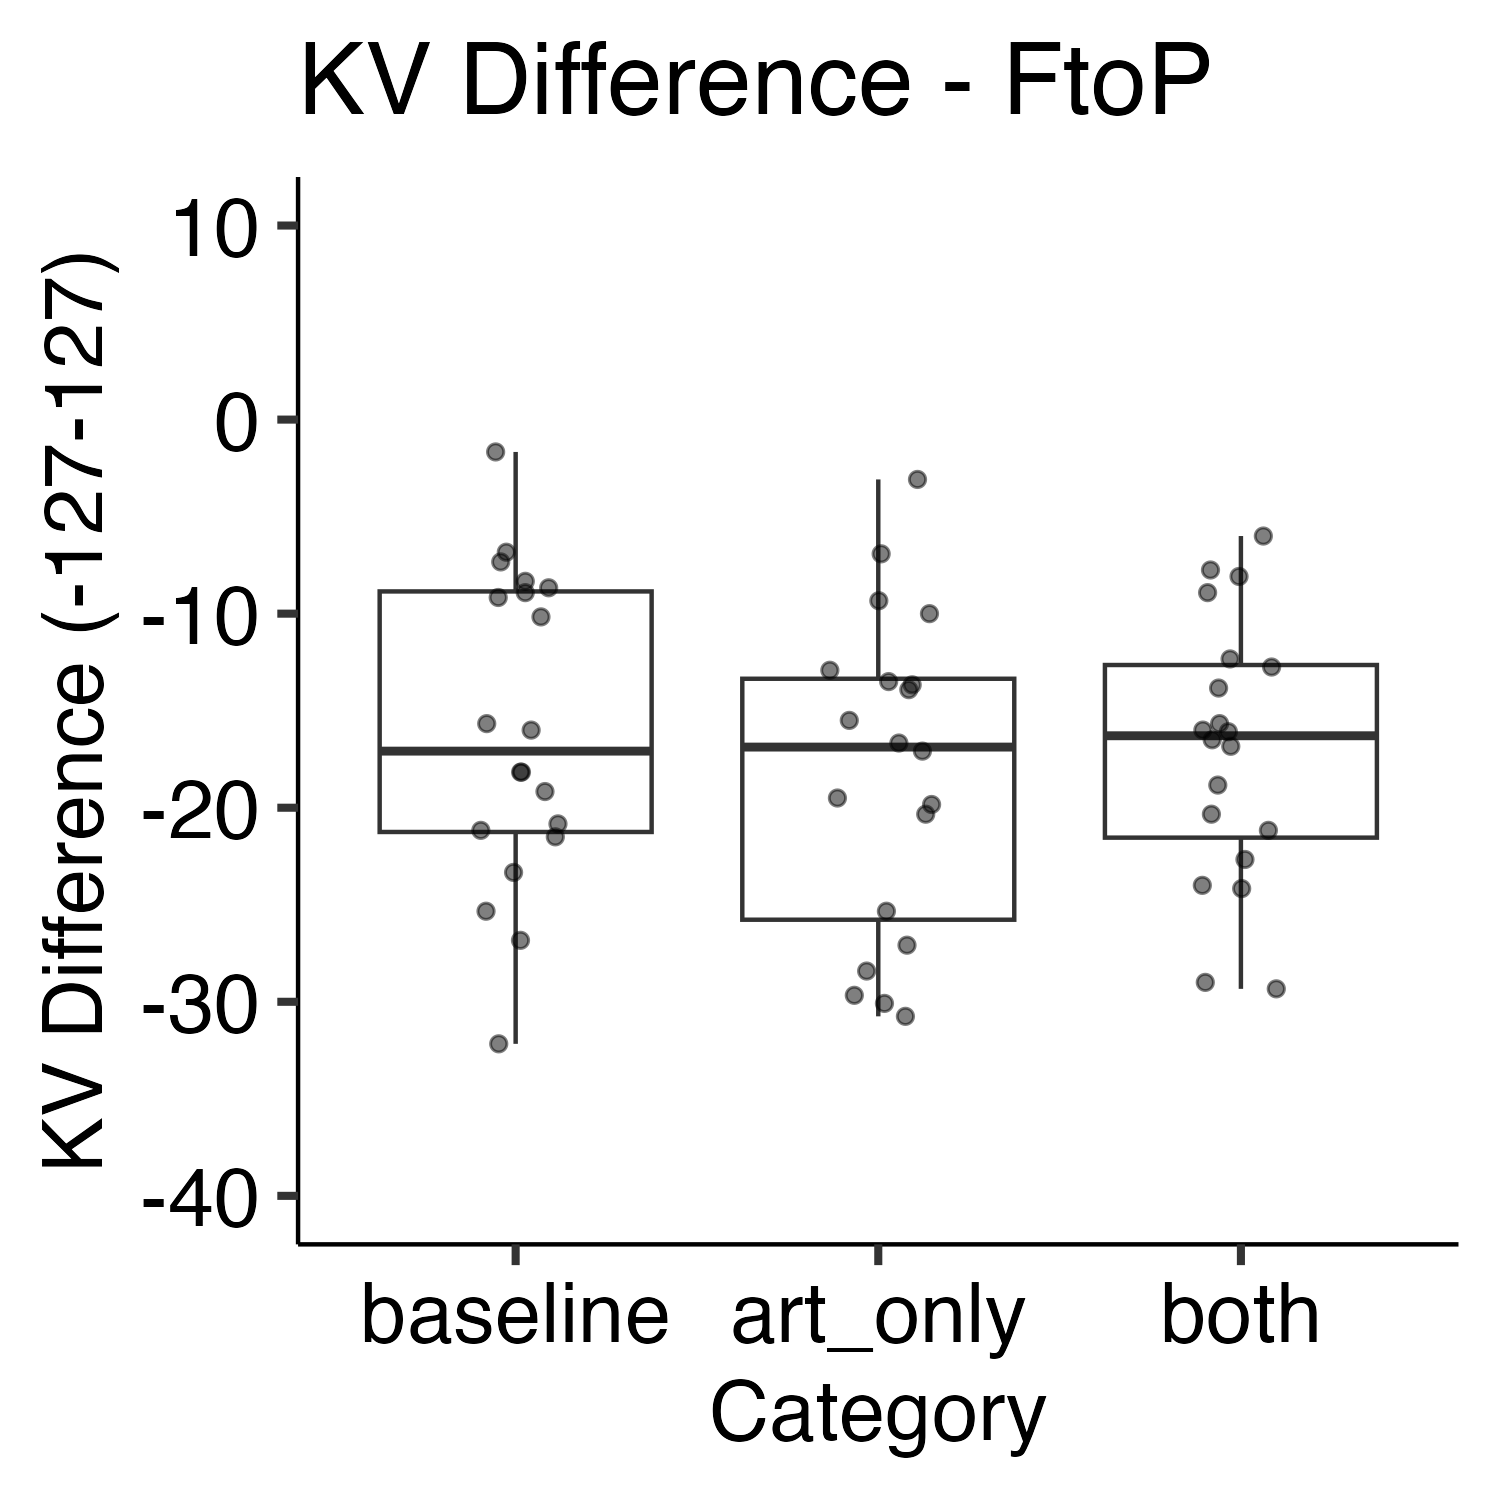 KV Difference - FtoP
KV Difference (-127-127)
10
0
-10
-20
-30
-40
baseline art_only both
Category